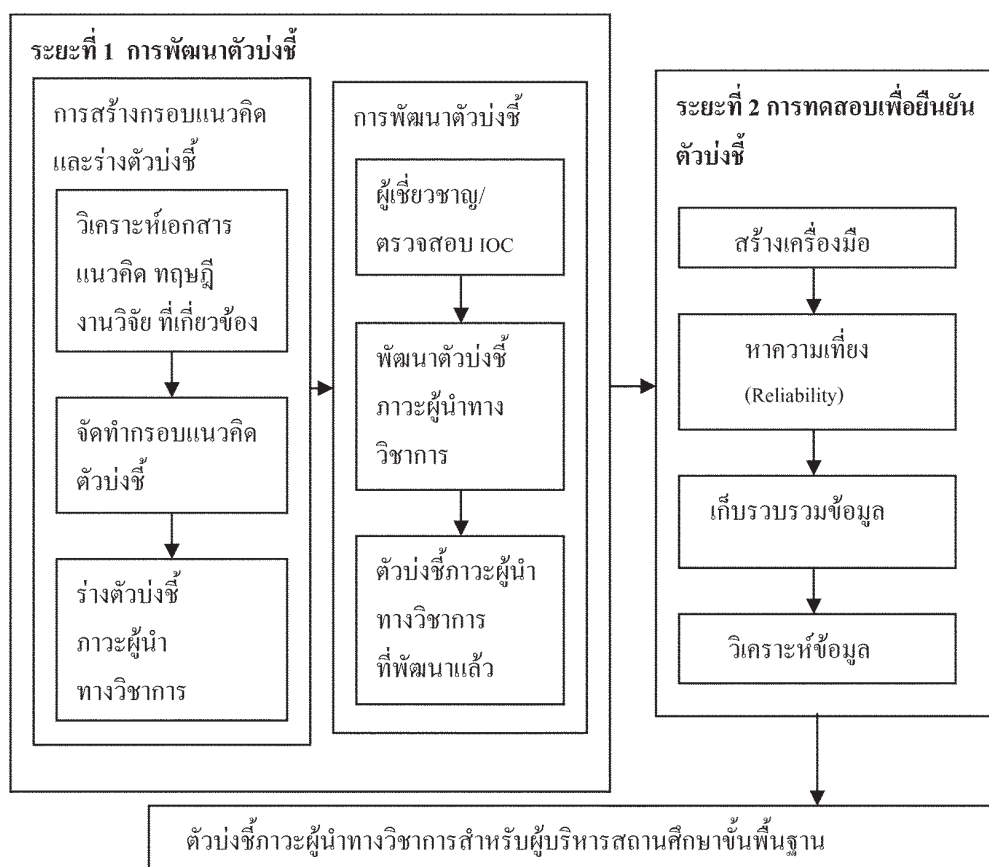 ระยะที่ 1 การพัฒนาตัวบ่งชี้
การสร้างกรอบแนวคิด
และร่างตัวบ่งชี้
วิเคราะห์เอกสาร
แนวคิด ทฤษฎี
งานวิจัย ที่เกี่ยวข้อง
จัดทำกรอบแนวคิด
ตัวบ่งชี้
ร่างตัวบ่งชี้
ภาวะผู้นำ
ทางวิชาการ
การพัฒนาตัวบ่งชี้
ผู้เชี่ยวชาญ/
ตรวจสอบ IOC
พัฒนาตัวบ่งชี้
ภาวะผู้นำทาง
วิชาการ
ตัวบ่งชี้ภาวะผู้นำ
ทางวิชาการ
ที่พัฒนาแล้ว
ระยะที่ 2 การทดสอบเพื่อยืนยัน
ตัวบ่งชี้
สร้างเครื่องมือ
หาความเที่ยง
(Reliability)
เก็บรวบรวมข้อมูล
วิเคราะห์ข้อมูล
ตัวบ่งชี้ภาวะผู้นำทางวิชาการสำหรับผู้บริหารสถานศึกษาขั้นพื้นฐาน